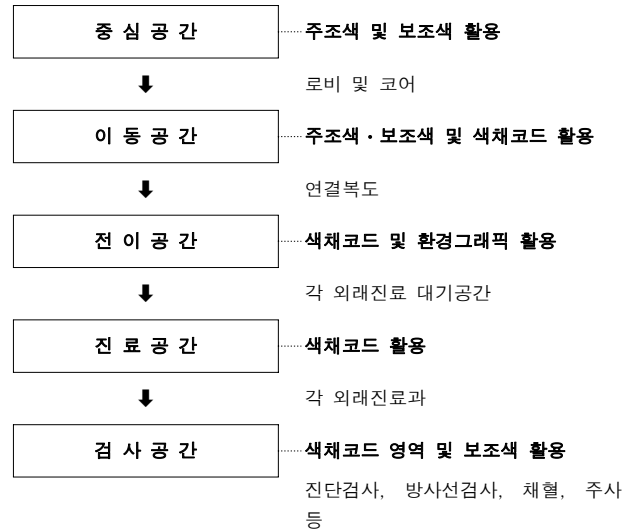 중 심 공 간 주조색 및 보조색 활용
로비 및 코어
이 동 공 간 주조색·보조색 및 색채코드 활용
연결복도
전 이 공 간 색채코드 및 환경그래픽 활용
각 외래진료 대기공간
진 료 공 간 색채코드 활용
각 외래진료과
검 사 공 간 색채코드 영역 및 보조색 활용
진단검사, 방사선검사, 채혈, 주사
등